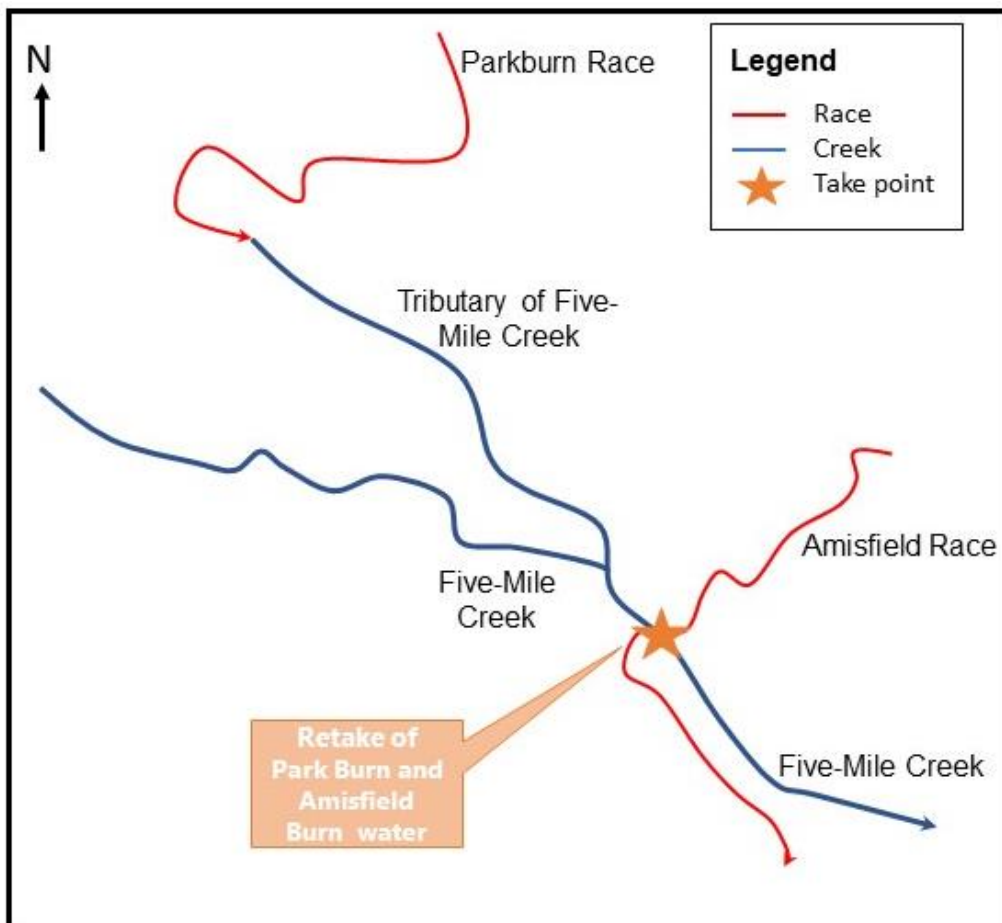 N
Parkburn Race
Legend
Race
Creek
Take point
Tributary of Five-
Mile Creek
Amisfield Race
Five-Mile
Creek
Retake of
Park Burn and
Amisfield
Burn water
Five-Mile Creek